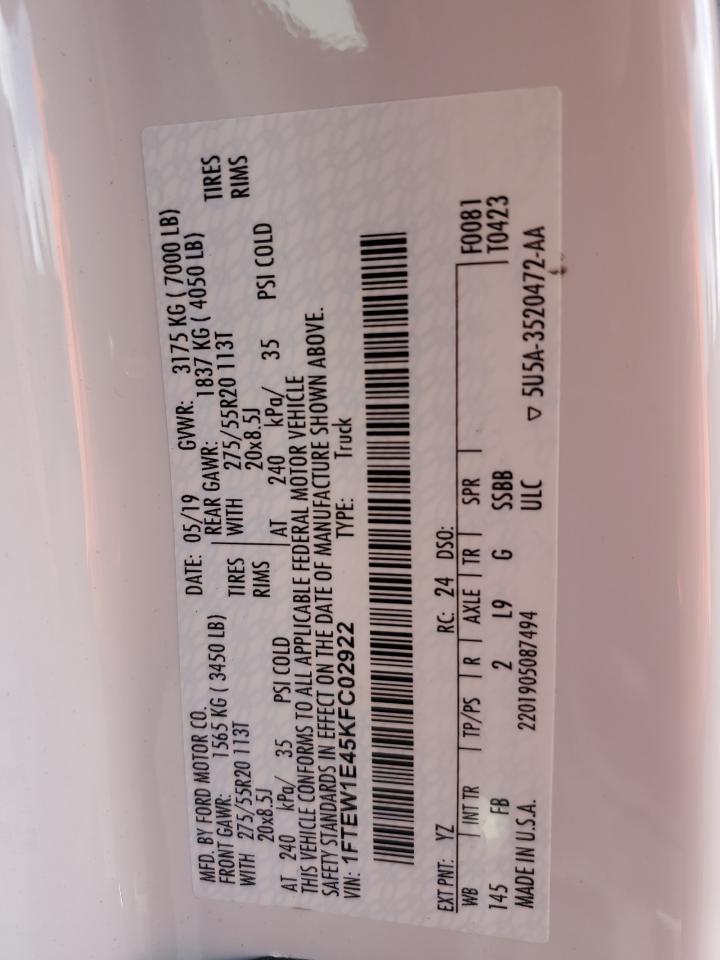 MFD. BY FORD MOTOR CO.
DATE: 05/19 GVWR: 3175 KG ( 7000 LB)
FRONT GAWR: 1565 KG ( 3450 LB) REAR GAWR: 1837 KG ( 4050 LB)
WITH 275/55R20 113T TIRES WITH 275/55R20 113T TIRES
20x8.5J RIMS 20x8.5J RIMS
AT 240 kPa/ 35 PSI COLD AT 240 kPa/ 35 PSI COLD
THIS VEHICLE CONFORMS TO ALL APPLICABLE FEDERAL MOTOR VEHICLE
SAFETY STANDARDS IN EFFECT ON THE DATE OF MANUFACTURE SHOWN ABOVE.
VIN: 1FTEW1E45KFC02922 TYPE: Truck
EXT PNT: YZ RC: 24 DSO: F0081
WB INT TR TP/PS R AXLE TR SPR T0423
145 FB 2 L9 G SSBB
MADE IN U.S.A. 2201905087494 ULC ▽ 5U5A-3520472-AA